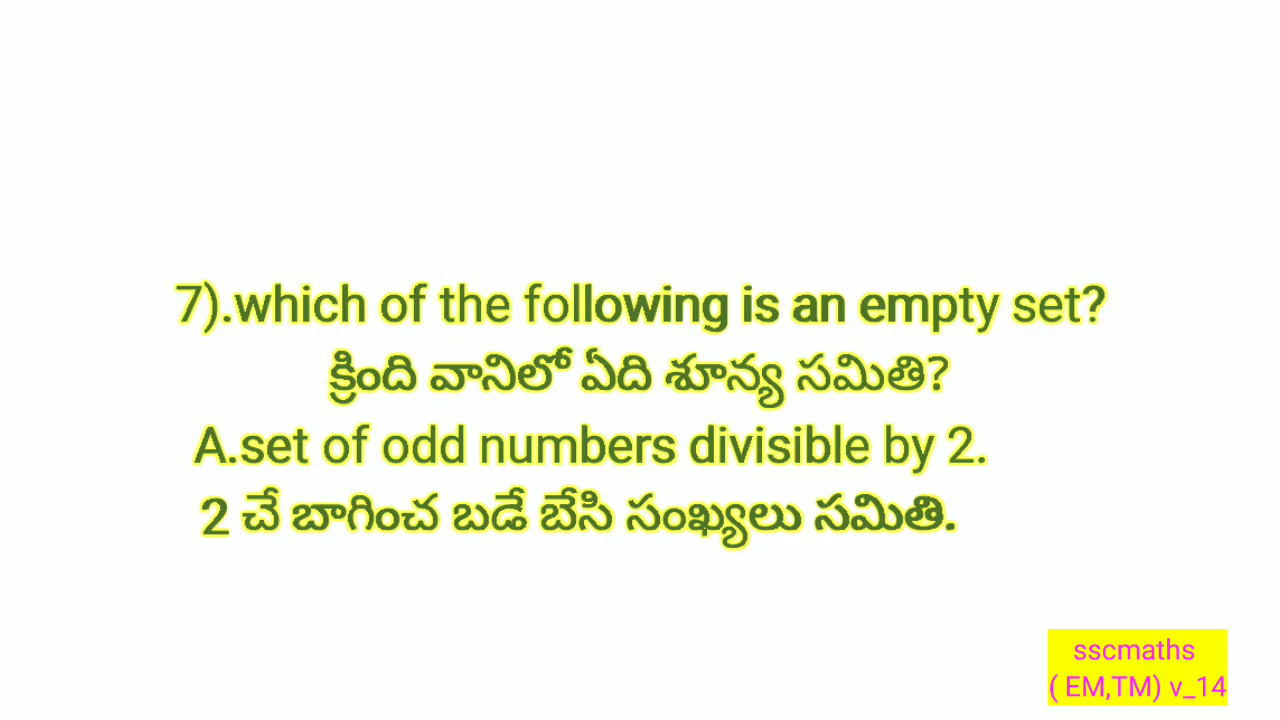 7).which of the following is an empty set?
క్రింది వానిలో ఏది శూన్య సమితి?
A.set of odd numbers divisible by 2.
2 చే బాగించ బడే బేసి సంఖ్యలు సమితి.
sscmaths
( EM,TM) v_14